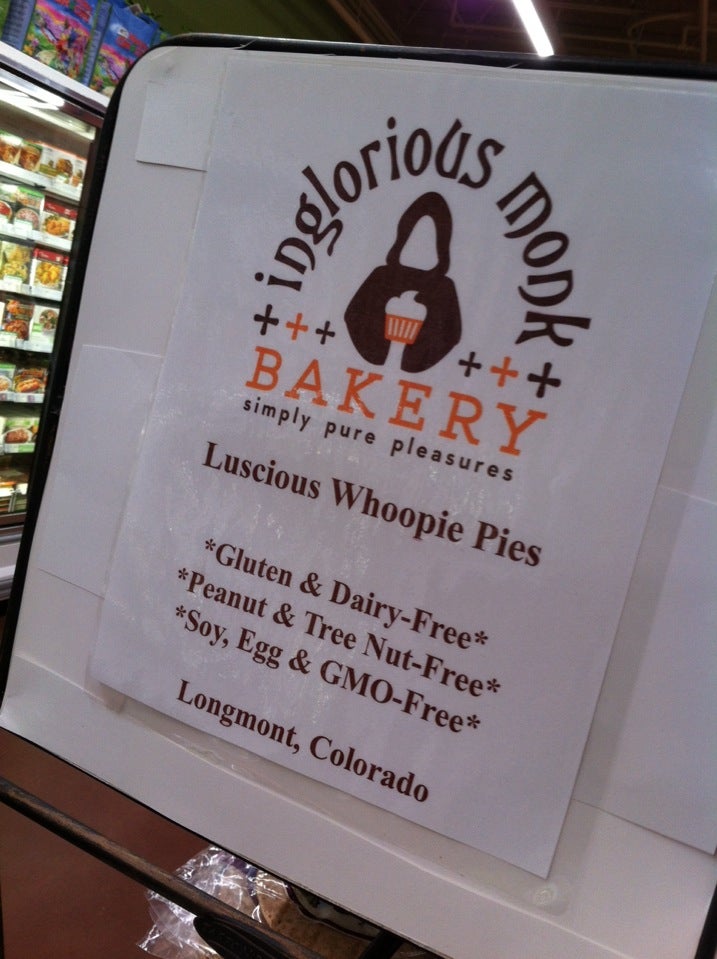 inglorious monk
BAKERY
simply pure pleasures
Luscious Whoopie Pies
*Gluten & Dairy-Free*
*Peanut & Tree Nut-Free*
*Soy, Egg & GMO-Free*
Longmont, Colorado